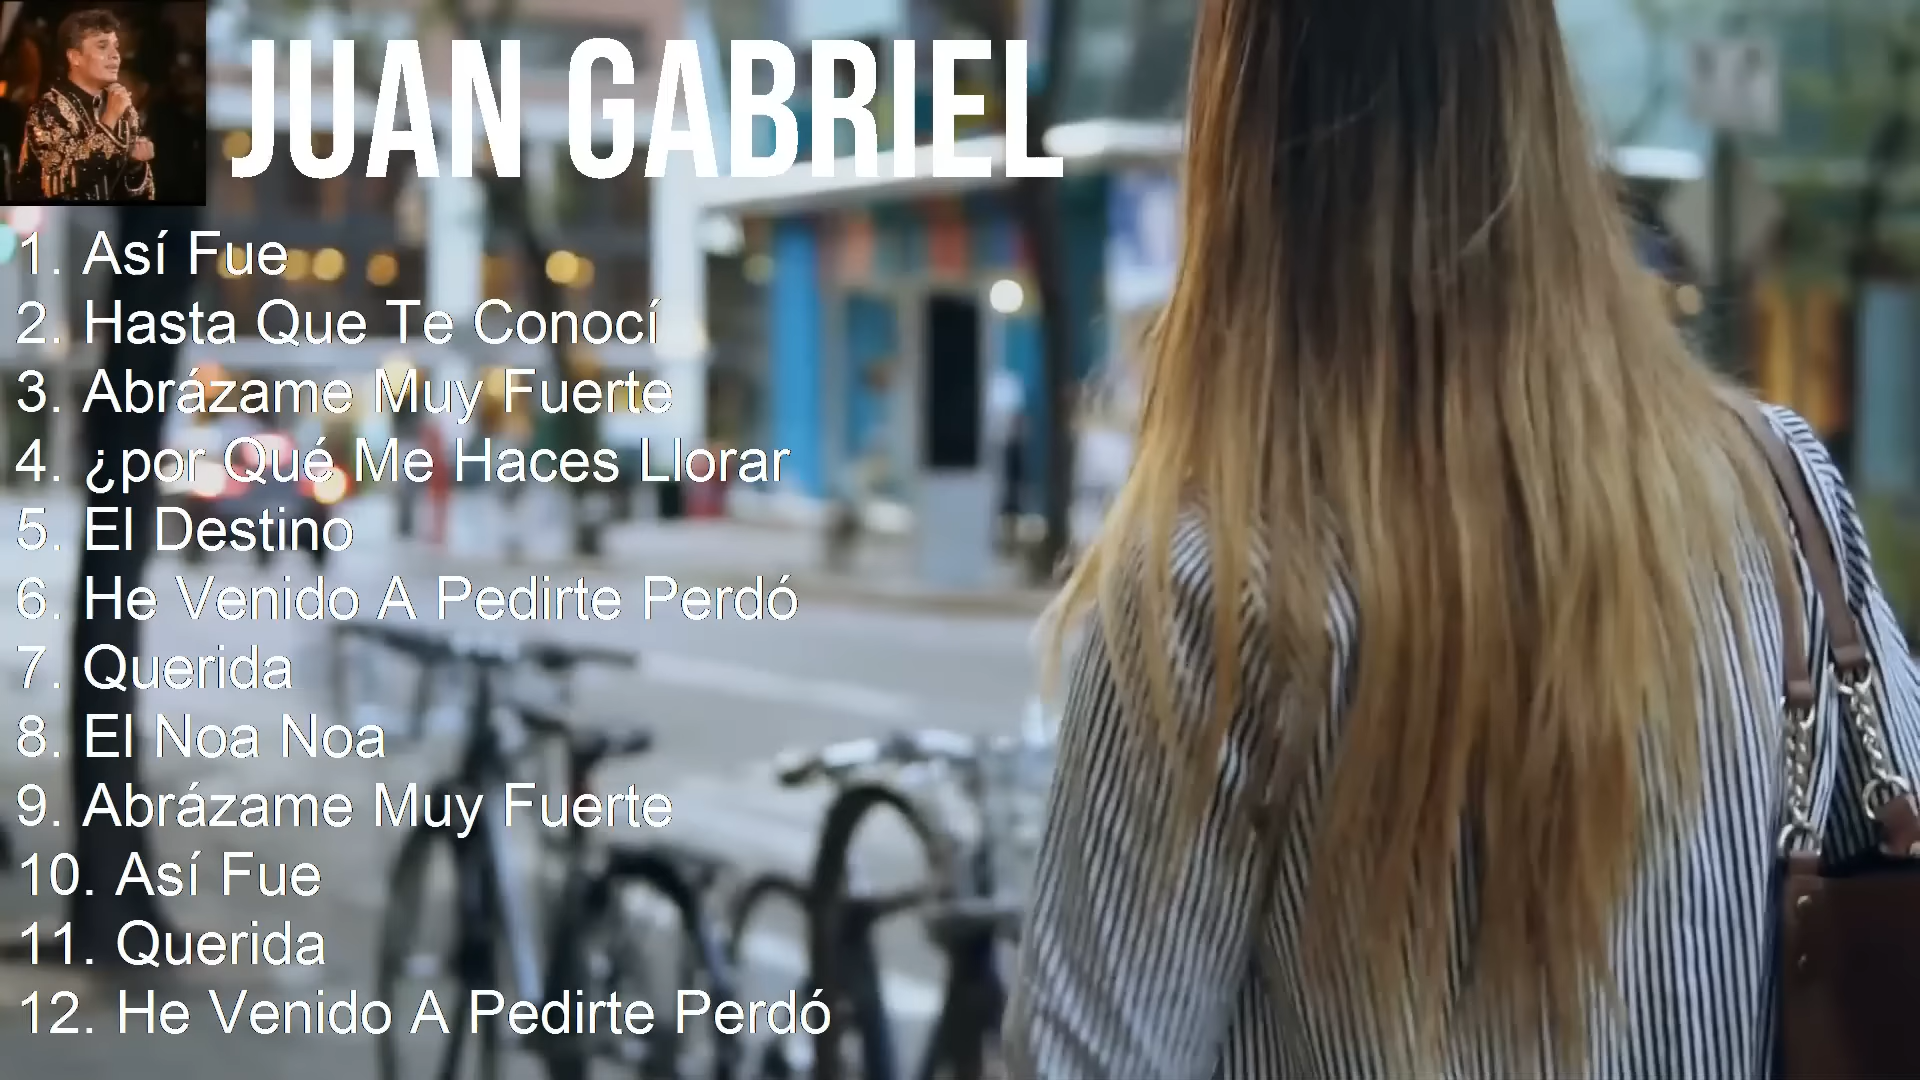 JUAN GABRIEL
1. Así Fue
2. Hasta Que Te Conocí
3. Abrázame Muy Fuerte
4. ¿por Qué Me Haces Llorar
5. El Destino
6. He Venido A Pedirte Perdó
7. Querida
8. El Noa Noa
9. Abrázame Muy Fuerte
10. Así Fue
11. Querida
12. He Venido A Pedirte Perdó